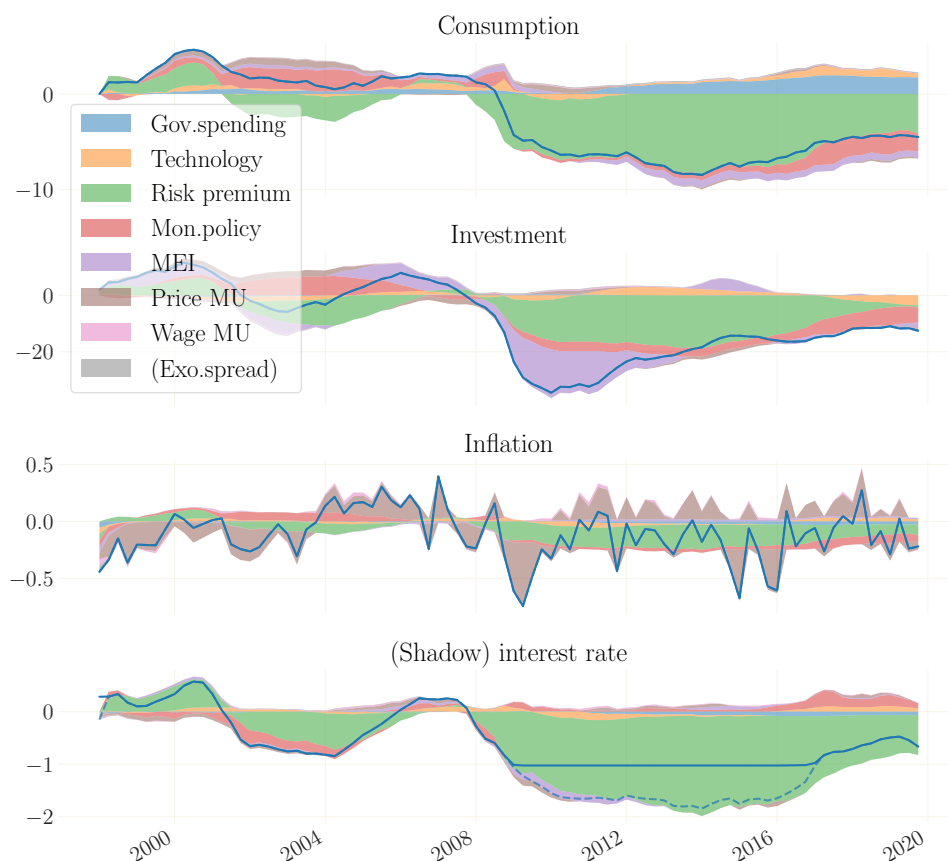 Consumption
0
−10
Gov.spending
Technology
Risk premium
Mon.policy
MEI
Price MU
Wage MU
(Exo.spread)
Investment
0
−20
Inflation
0.5
0.0
−0.5
(Shadow) interest rate
0
−1
−2
2000 2004 2008 2012 2016 2020